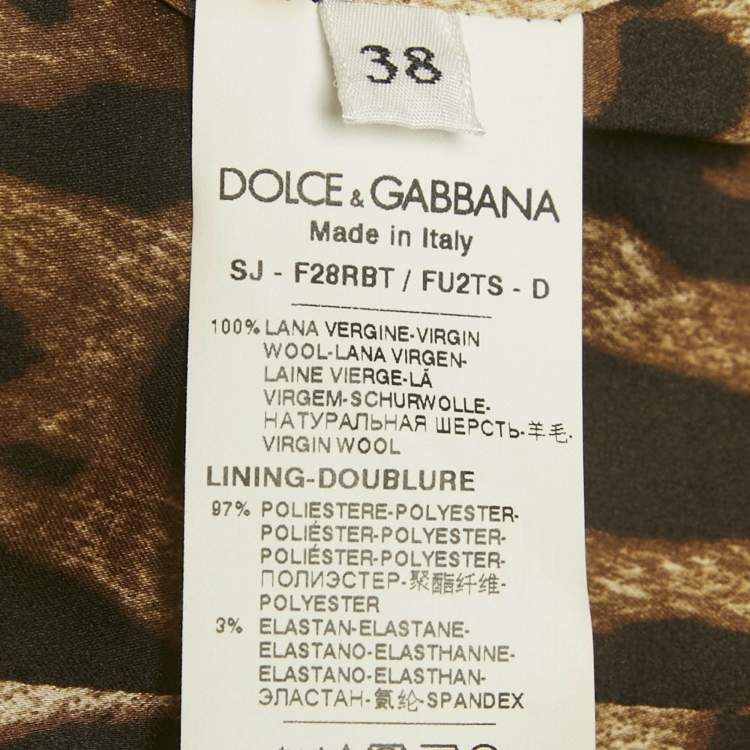 38
DOLCE & GABBANA
Made in Italy
SJ - F28RBT / FU2TS - D
100% LANA VERGINE-VIRGIN
WOOL-LANA VIRGEN-
LAINE VIERGE-LÃ
VIRGEM-SCHURWOLLE-
НАТУРАЛЬНАЯ ШЕРСТЬ-羊毛-
VIRGIN WOOL
LINING-DOUBLURE
97% POLIESTERE-POLYESTER-
POLIÉSTER-POLYESTER-
POLIÉSTER-POLYESTER-
ПОЛИЭСТЕР-聚酯纤维-
POLYESTER
3% ELASTAN-ELASTANE-
ELASTANO-ELASTHANNE-
ELASTANO-ELASTHAN-
ЭЛАСТАН-氨纶-SPANDEX